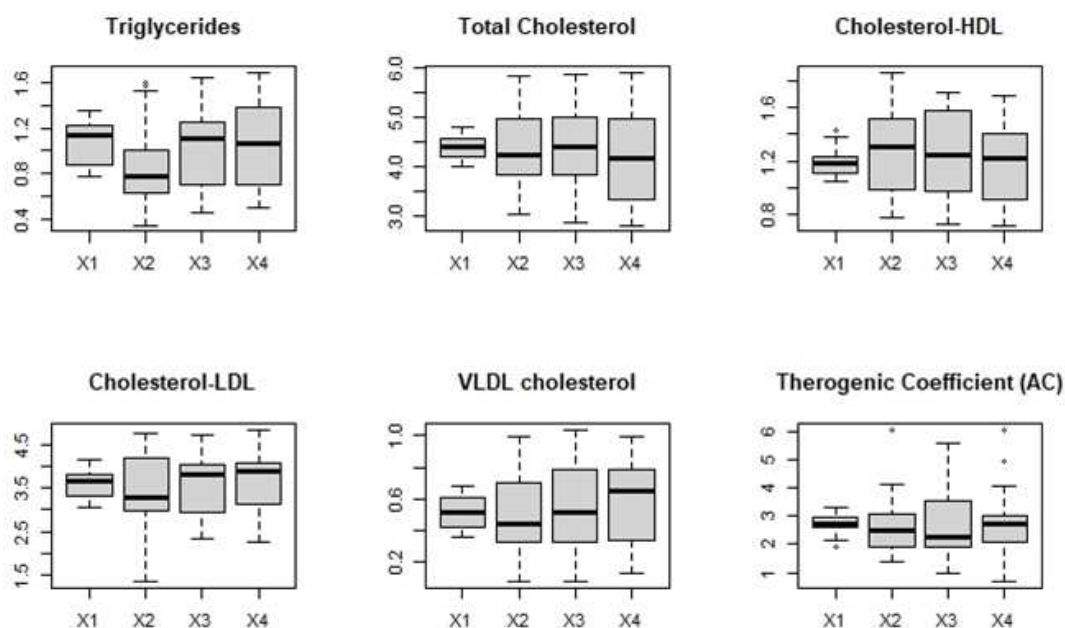 Triglycerides
1.6
1.2
0.8
0.4
X1 X2 X3 X4
Total Cholesterol
6.0
5.0
4.0
3.0
X1 X2 X3 X4
Cholesterol-HDL
1.6
1.2
0.8
X1 X2 X3 X4
Cholesterol-LDL
4.5
3.5
2.5
1.5
X1 X2 X3 X4
VLDL cholesterol
1.0
0.6
0.2
X1 X2 X3 X4
Therogenic Coefficient (AC)
6
5
4
3
2
1
X1 X2 X3 X4